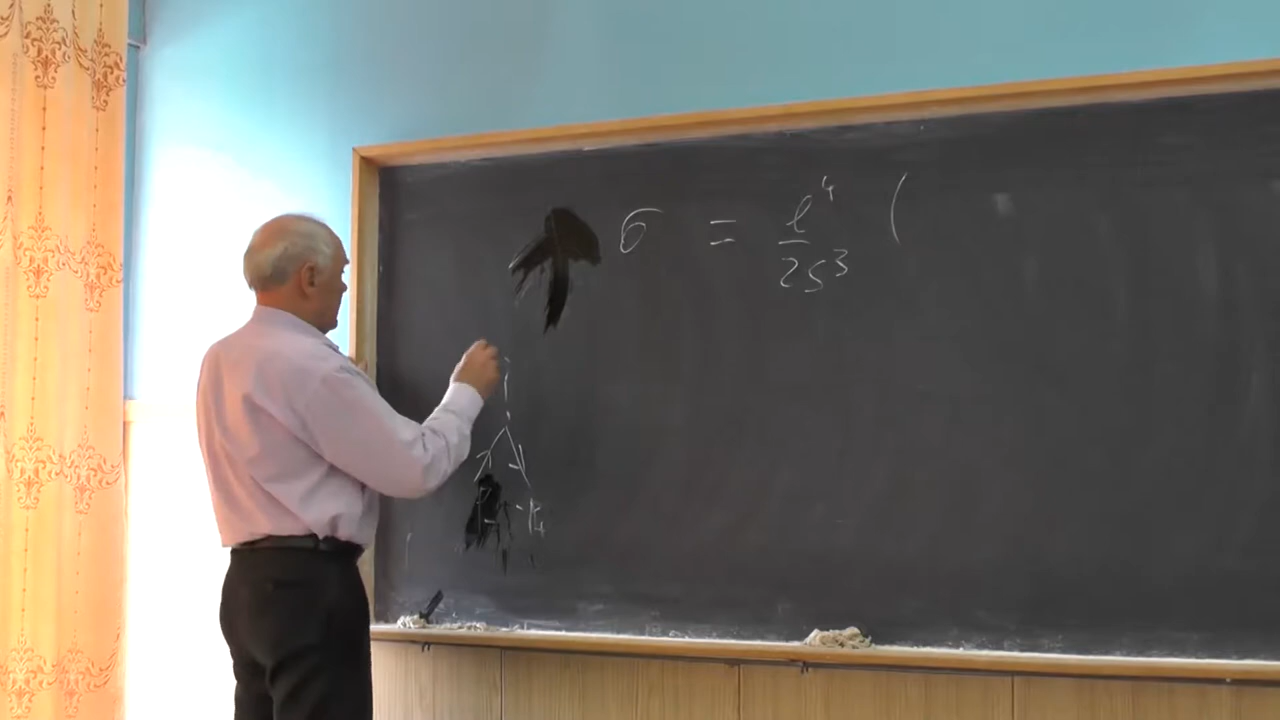 σ = e⁴/2s³ (